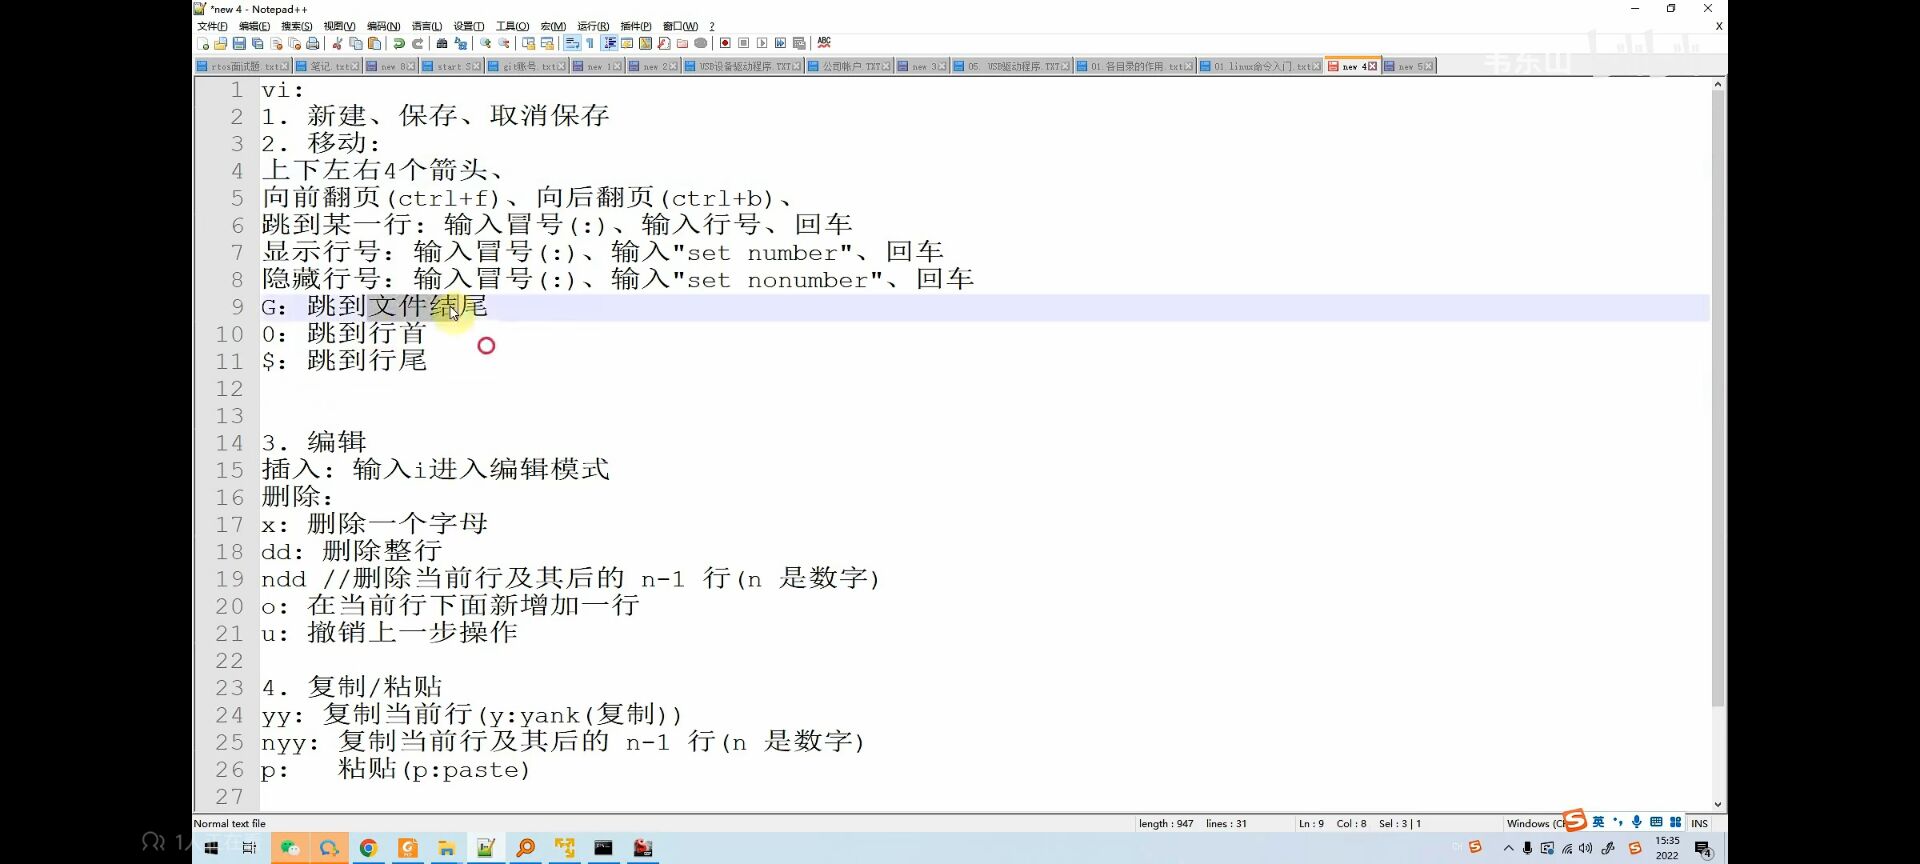 *new 4 - Notepad++
文件(F) 编辑(E) 搜索(S) 视图(V) 编码(N) 语言(L) 设置(T) 工具(O) 宏(M) 运行(R) 插件(P) 窗口(W) ? X
rtos面试题.txt 笔记.txt new 8 start S git账号.txt new 1 new 2 USB设备驱动程序.TXT 公司帐户.TXT new 3 05. USB驱动程序.TXT 01.各目录的作用.txt 01.linux命令入门.txt new 4 new 5
韦东山
1 vi:
2 1. 新建、保存、取消保存
3 2. 移动:
4 上下左右4个箭头、
5 向前翻页(ctrl+f)、向后翻页(ctrl+b)、
6 跳到某一行: 输入冒号(:)、输入行号、回车
7 显示行号: 输入冒号(:)、输入"set number"、回车
8 隐藏行号: 输入冒号(:)、输入"set nonumber"、回车
9 G: 跳到文件结尾
10 0: 跳到行首
11 $: 跳到行尾
12
13
14 3. 编辑
15 插入: 输入i进入编辑模式
16 删除:
17 x: 删除一个字母
18 dd: 删除整行
19 ndd //删除当前行及其后的 n-1 行(n 是数字)
20 o: 在当前行下面新增加一行
21 u: 撤销上一步操作
22
23 4. 复制/粘贴
24 yy: 复制当前行(y:yank(复制))
25 nyy: 复制当前行及其后的 n-1 行(n 是数字)
26 p: 粘贴(p:paste)
27
Normal text file length : 947 lines : 31 Ln : 9 Col : 8 Sel : 3 | 1 Windows (C 英 INS
15:35
2022
4